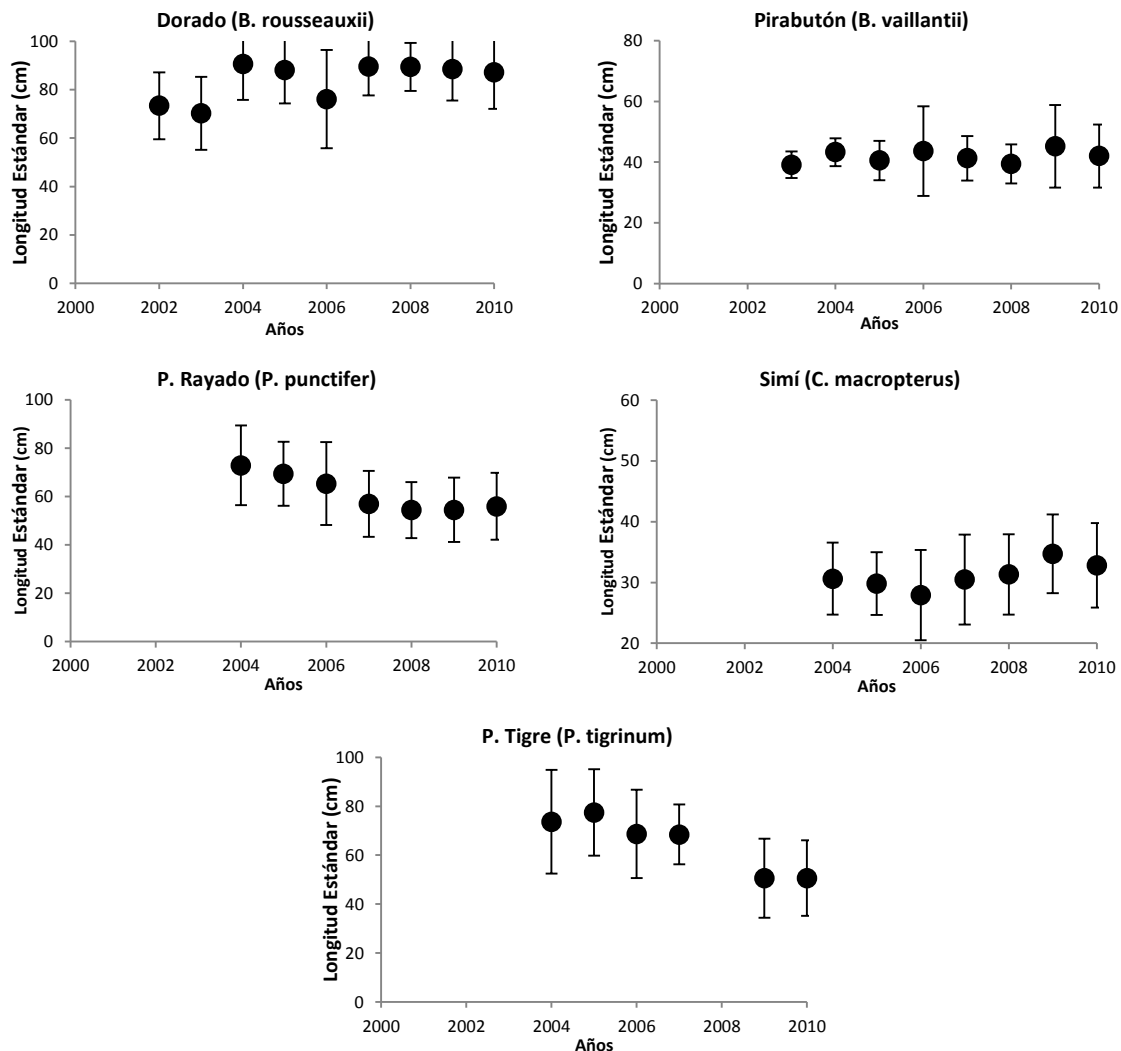 Dorado (B. rousseauxii)
Longitud Estándar (cm)
100
80
60
40
20
0
2000 2002 2004 2006 2008 2010
Años
Pirabutón (B. vaillantii)
Longitud Estándar (cm)
80
60
40
20
0
2000 2002 2004 2006 2008 2010
Años
P. Rayado (P. punctifer)
Longitud Estándar (cm)
100
80
60
40
20
0
2000 2002 2004 2006 2008 2010
Años
Simí (C. macropterus)
Longitud Estándar (cm)
60
50
40
30
20
2000 2002 2004 2006 2008 2010
Años
P. Tigre (P. tigrinum)
Longitud Estándar (cm)
100
80
60
40
20
0
2000 2002 2004 2006 2008 2010
Años